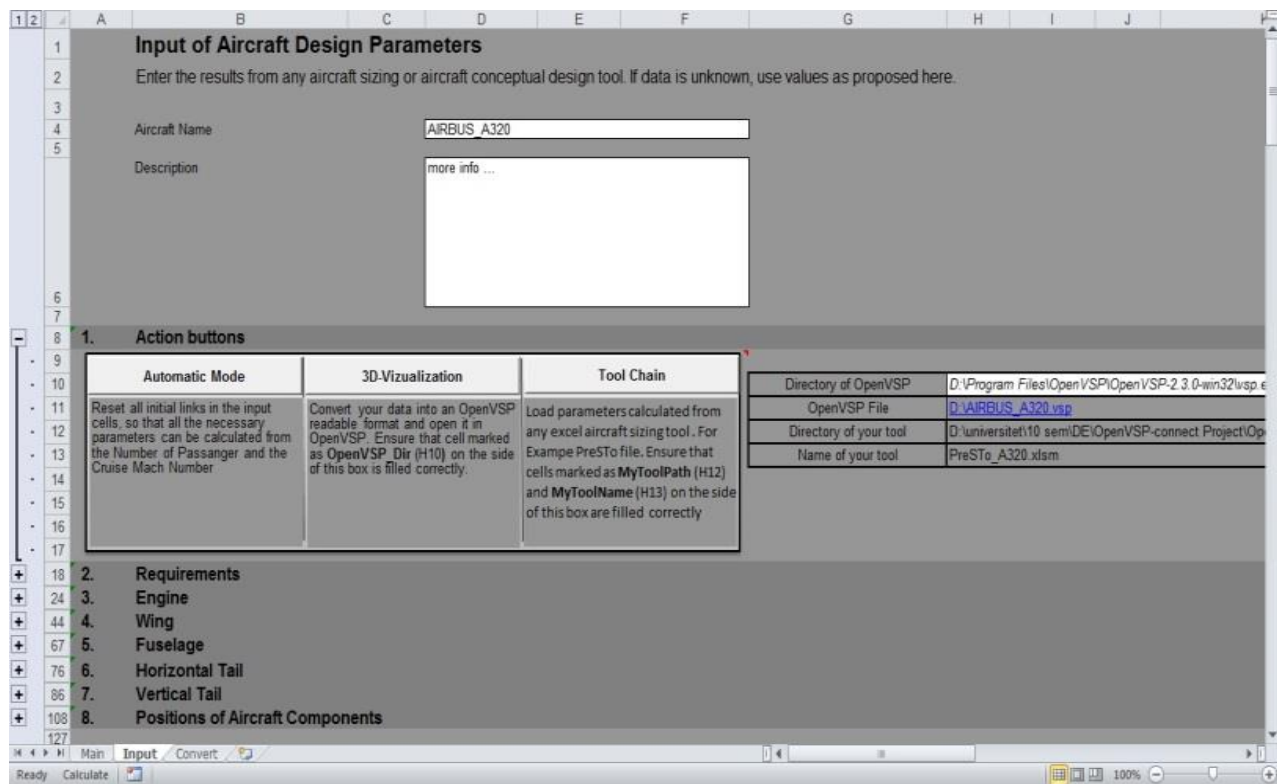 1 2
A B C D E F G H I J
1 Input of Aircraft Design Parameters
2 Enter the results from any aircraft sizing or aircraft conceptual design tool. If data is unknown, use values as proposed here.
3
4 Aircraft Name AIRBUS_A320
5
Description more info ...
6
7
8 1. Action buttons
9
Automatic Mode
Reset all initial links in the input
cells, so that all the necessary
parameters can be calculated from
the Number of Passanger and the
Cruise Mach Number
3D-Vizualization
Convert your data into an OpenVSP
readable format and open it in
OpenVSP. Ensure that cell marked
as OpenVSP_Dir (H10) on the side
of this box is filled correctly.
Tool Chain
Load parameters calculated from
any excel aircraft sizing tool. For
Exampe PreSTo file. Ensure that
cells marked as MyToolPath (H12)
and MyToolName (H13) on the side
of this box are filled correctly
10 Directory of OpenVSP D:\Program Files\OpenVSP\OpenVSP-2.3.0-win32\vsp.e
11 OpenVSP File D:\AIRBUS_A320.vsp
12 Directory of your tool D:\universitet\10 sem\DE\OpenVSP-connect Project\Op
13 Name of your tool PreSTo_A320.xlsm
14
15
16
17
18 2. Requirements
24 3. Engine
44 4. Wing
67 5. Fuselage
76 6. Horizontal Tail
86 7. Vertical Tail
108 8. Positions of Aircraft Components
127
Main Input Convert
Ready Calculate 100%